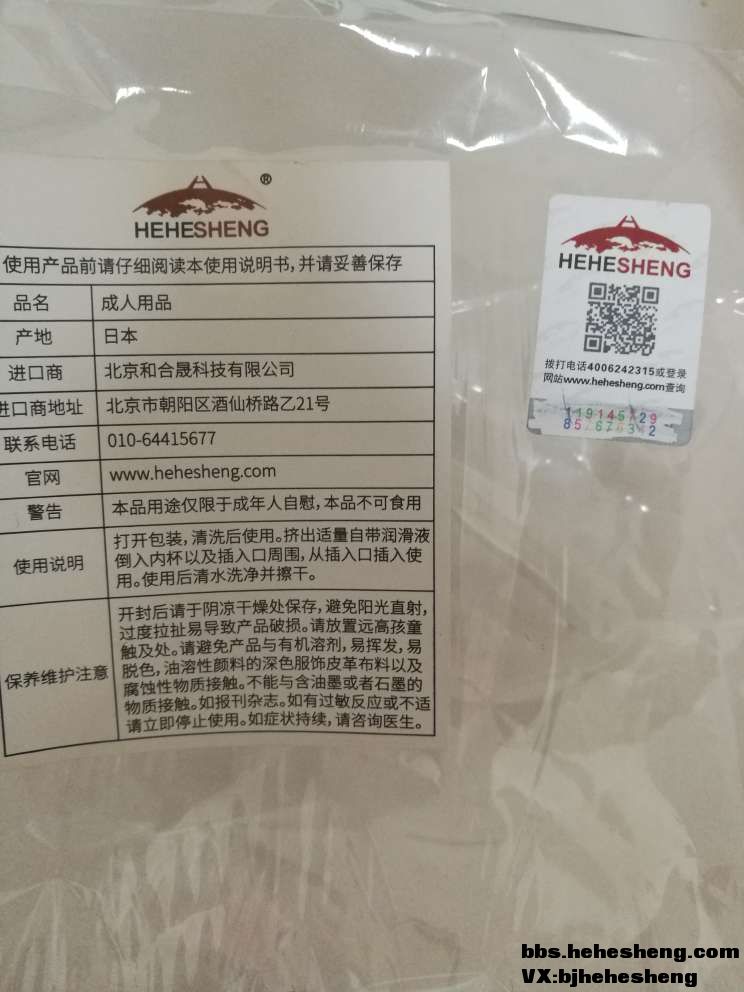 ®
HEHESHENG
使用产品前请仔细阅读本使用说明书,并请妥善保存
品名 成人用品
产地 日本
进口商 北京和合晟科技有限公司
进口商地址 北京市朝阳区酒仙桥路乙21号
联系电话 010-64415677
官网 www.hehesheng.com
警告 本品用途仅限于成年人自慰,本品不可食用
使用说明
打开包装,清洗后使用。挤出适量自带润滑液
倒入内杯以及插入口周围,从插入口插入使
用。使用后清水洗净并擦干。
保养维护注意
开封后请于阴凉干燥处保存,避免阳光直射,
过度拉扯易导致产品破损。请放置远高孩童
触及处。请避免产品与有机溶剂,易挥发,易
脱色,油溶性颜料的深色服饰皮革布料以及
腐蚀性物质接触。不能与含油墨或者石墨的
物质接触。如报刊杂志。如有过敏反应或不适
请立即停止使用。如症状持续,请咨询医生。
HEHESHENG
拨打电话4006242315或登录
网站www.hehesheng.com查询
bbs.hehesheng.com
VX:bjhehesheng